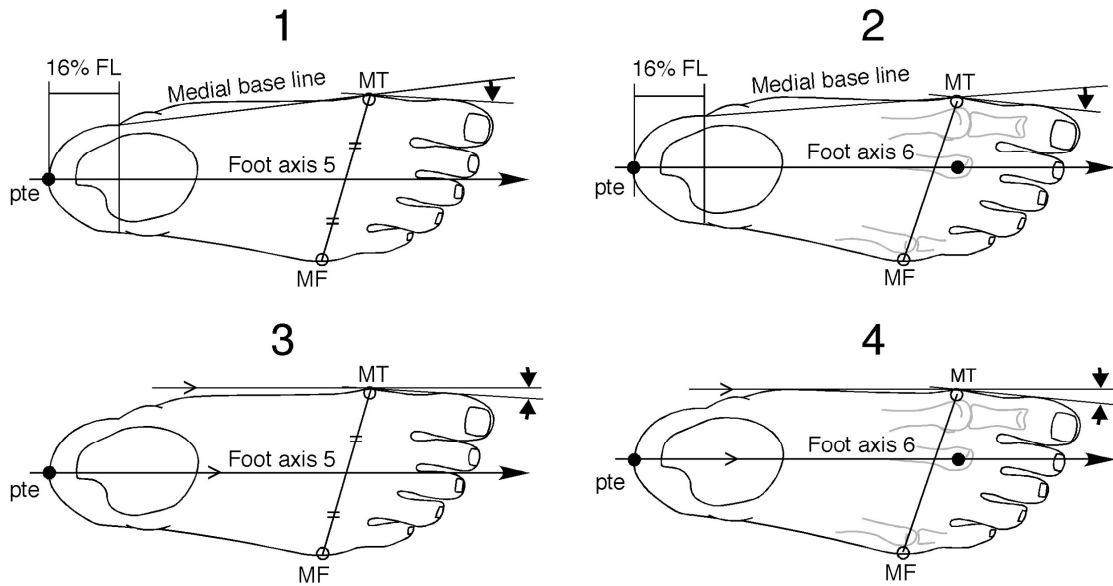 1
16% FL
Medial base line
MT
Foot axis 5
pte
MF
2
16% FL
Medial base line
MT
Foot axis 6
pte
MF
3
MT
Foot axis 5
pte
MF
4
MT
Foot axis 6
pte
MF